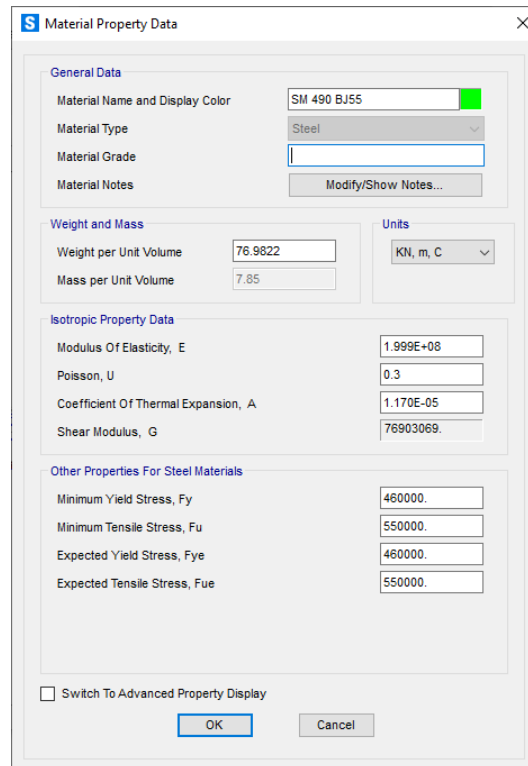 S Material Property Data
General Data
Material Name and Display Color SM 490 BJ55
Material Type Steel
Material Grade
Material Notes Modify/Show Notes...
Weight and Mass
Weight per Unit Volume 76.9822
Mass per Unit Volume 7.85
Units
KN, m, C
Isotropic Property Data
Modulus Of Elasticity, E 1.999E+08
Poisson, U 0.3
Coefficient Of Thermal Expansion, A 1.170E-05
Shear Modulus, G 76903069.
Other Properties For Steel Materials
Minimum Yield Stress, Fy 460000.
Minimum Tensile Stress, Fu 550000.
Expected Yield Stress, Fye 460000.
Expected Tensile Stress, Fue 550000.
Switch To Advanced Property Display
OK Cancel